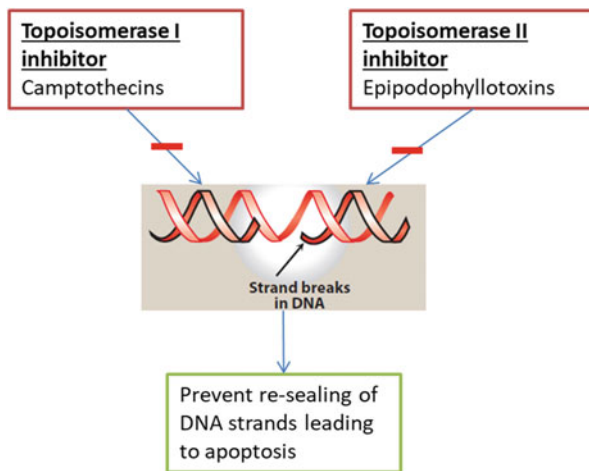 Topoisomerase I
inhibitor
Camptothecins
Topoisomerase II
inhibitor
Epipodophyllotoxins
Strand breaks
in DNA
Prevent re-sealing of
DNA strands leading
to apoptosis